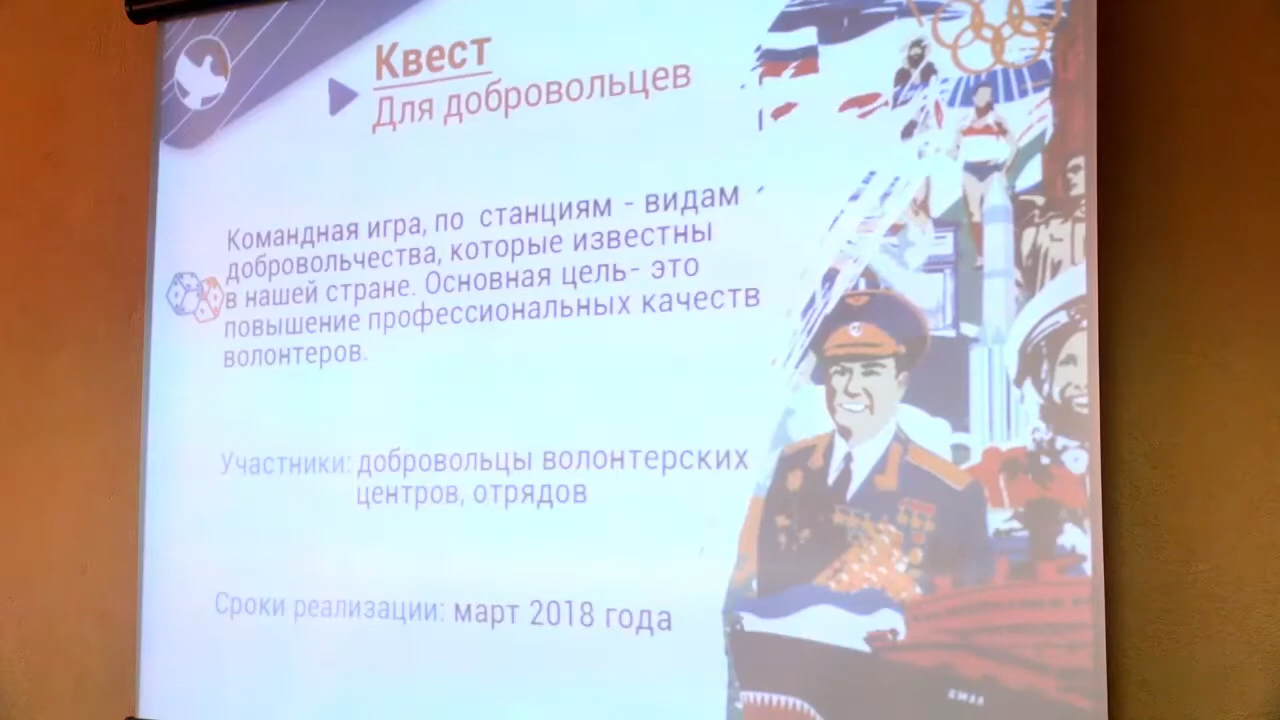 Квест
Для добровольцев
Командная игра, по станциям - видам
добровольчества, которые известны
в нашей стране. Основная цель- это
повышение профессиональных качеств
волонтеров.
Участники: добровольцы волонтерских
центров, отрядов
Сроки реализации: март 2018 года